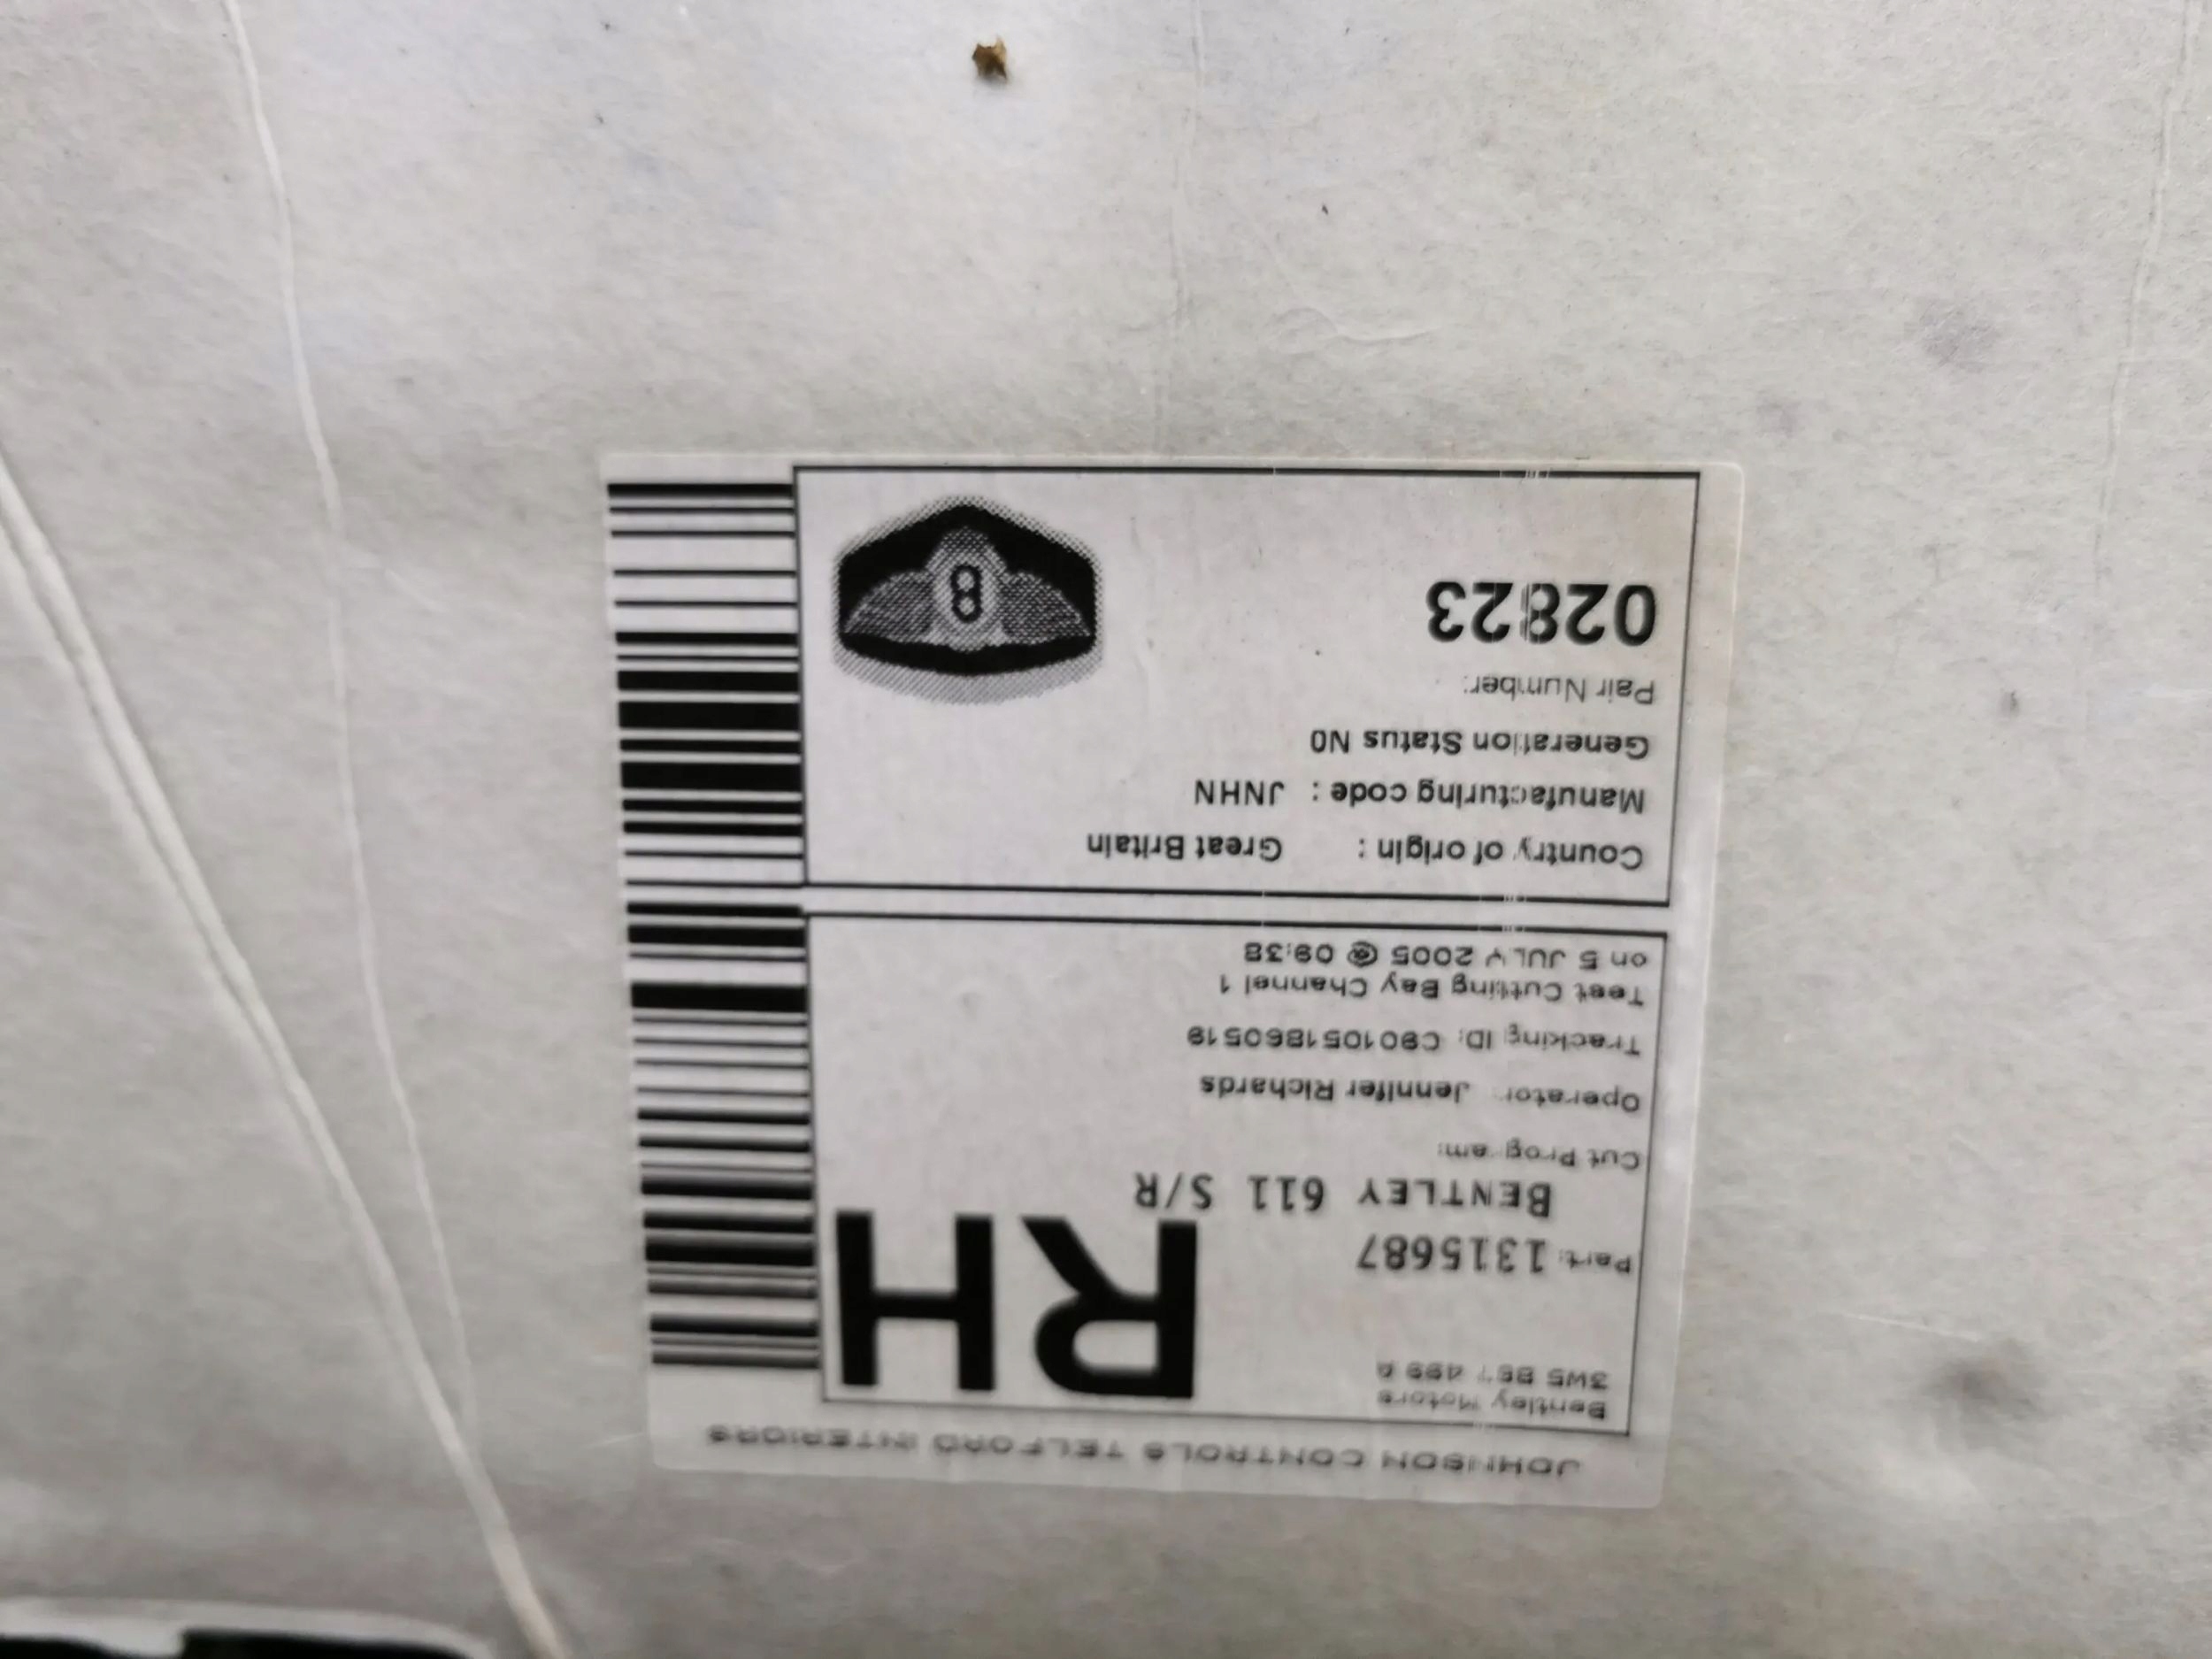 JOHNSON CONTROLS TELFORD INTERIORS
Bentley Motors
3W5 867 499 A
Part: 1315687
RH
BENTLEY 611 S/R
Cut Program:
Operator: Jennifer Richards
Tracking ID: C901051860519
Test Cutting Bay Channel 1
on 5 JULY 2005 @ 09:38
Country of origin : Great Britain
Manufacturing code : JNHN
Generation Status N0
Pair Number:
02823
8